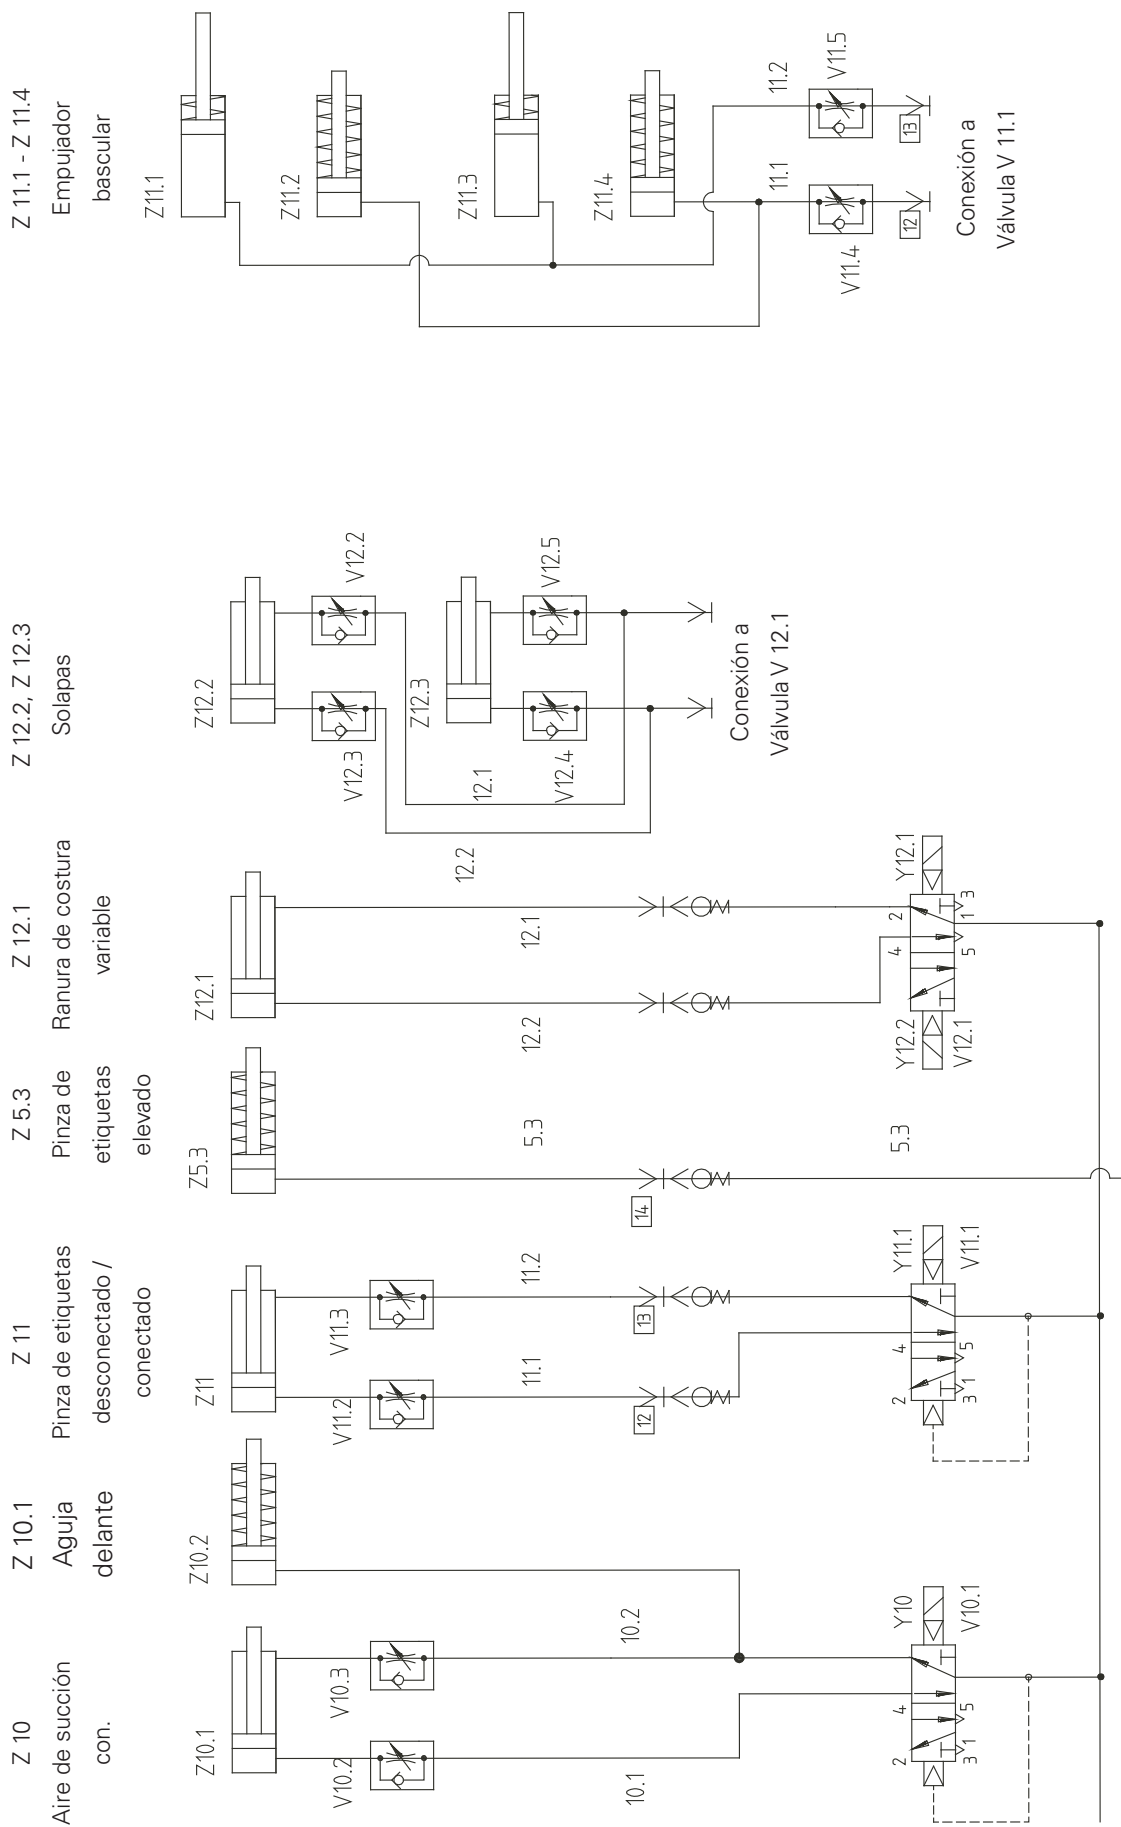 Z 10
Aire de succión
con.
Z 10.1
Aguja
delante
Z 11
Pinza de etiquetas
desconectado /
conectado
Z 5.3
Pinza de
etiquetas
elevado
Z 12.1
Ranura de costura
variable
Z 12.2, Z 12.3
Solapas
Z 11.1 - Z 11.4
Empujador
bascular
Z10.1
V10.2
V10.3
10.1
10.2
Z10.2
2
4
3
1
5
Y10
V10.1
Z11
V11.2
V11.3
11.1
11.2
12
13
2
4
3
1
5
Y11.1
V11.1
Z5.3
5.3
14
5.3
Z12.1
12.2
12.1
Y12.2
V12.1
4
2
5
1
3
Y12.1
12.2
12.1
Z12.2
V12.3
V12.2
Z12.3
V12.4
V12.5
Conexión a
Válvula V 12.1
Z11.1
Z11.2
Z11.3
Z11.4
11.1
11.2
V11.4
V11.5
12
13
Conexión a
Válvula V 11.1